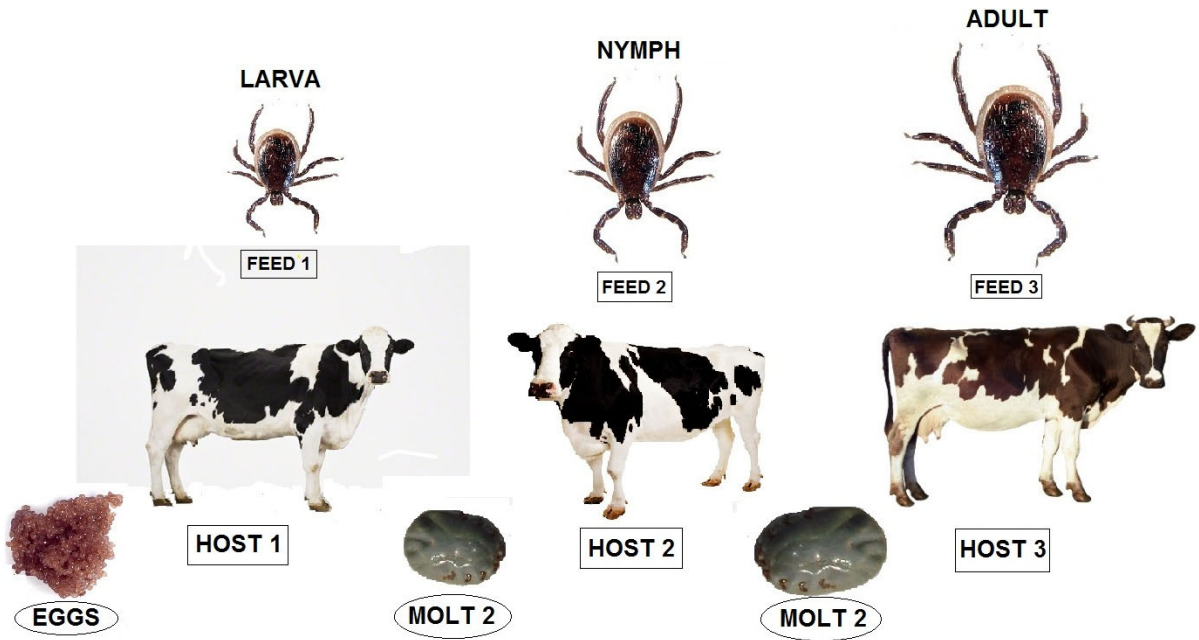 ADULT
NYMPH
LARVA
FEED 1
FEED 2
FEED 3
HOST 1
HOST 2
HOST 3
EGGS
MOLT 2
MOLT 2